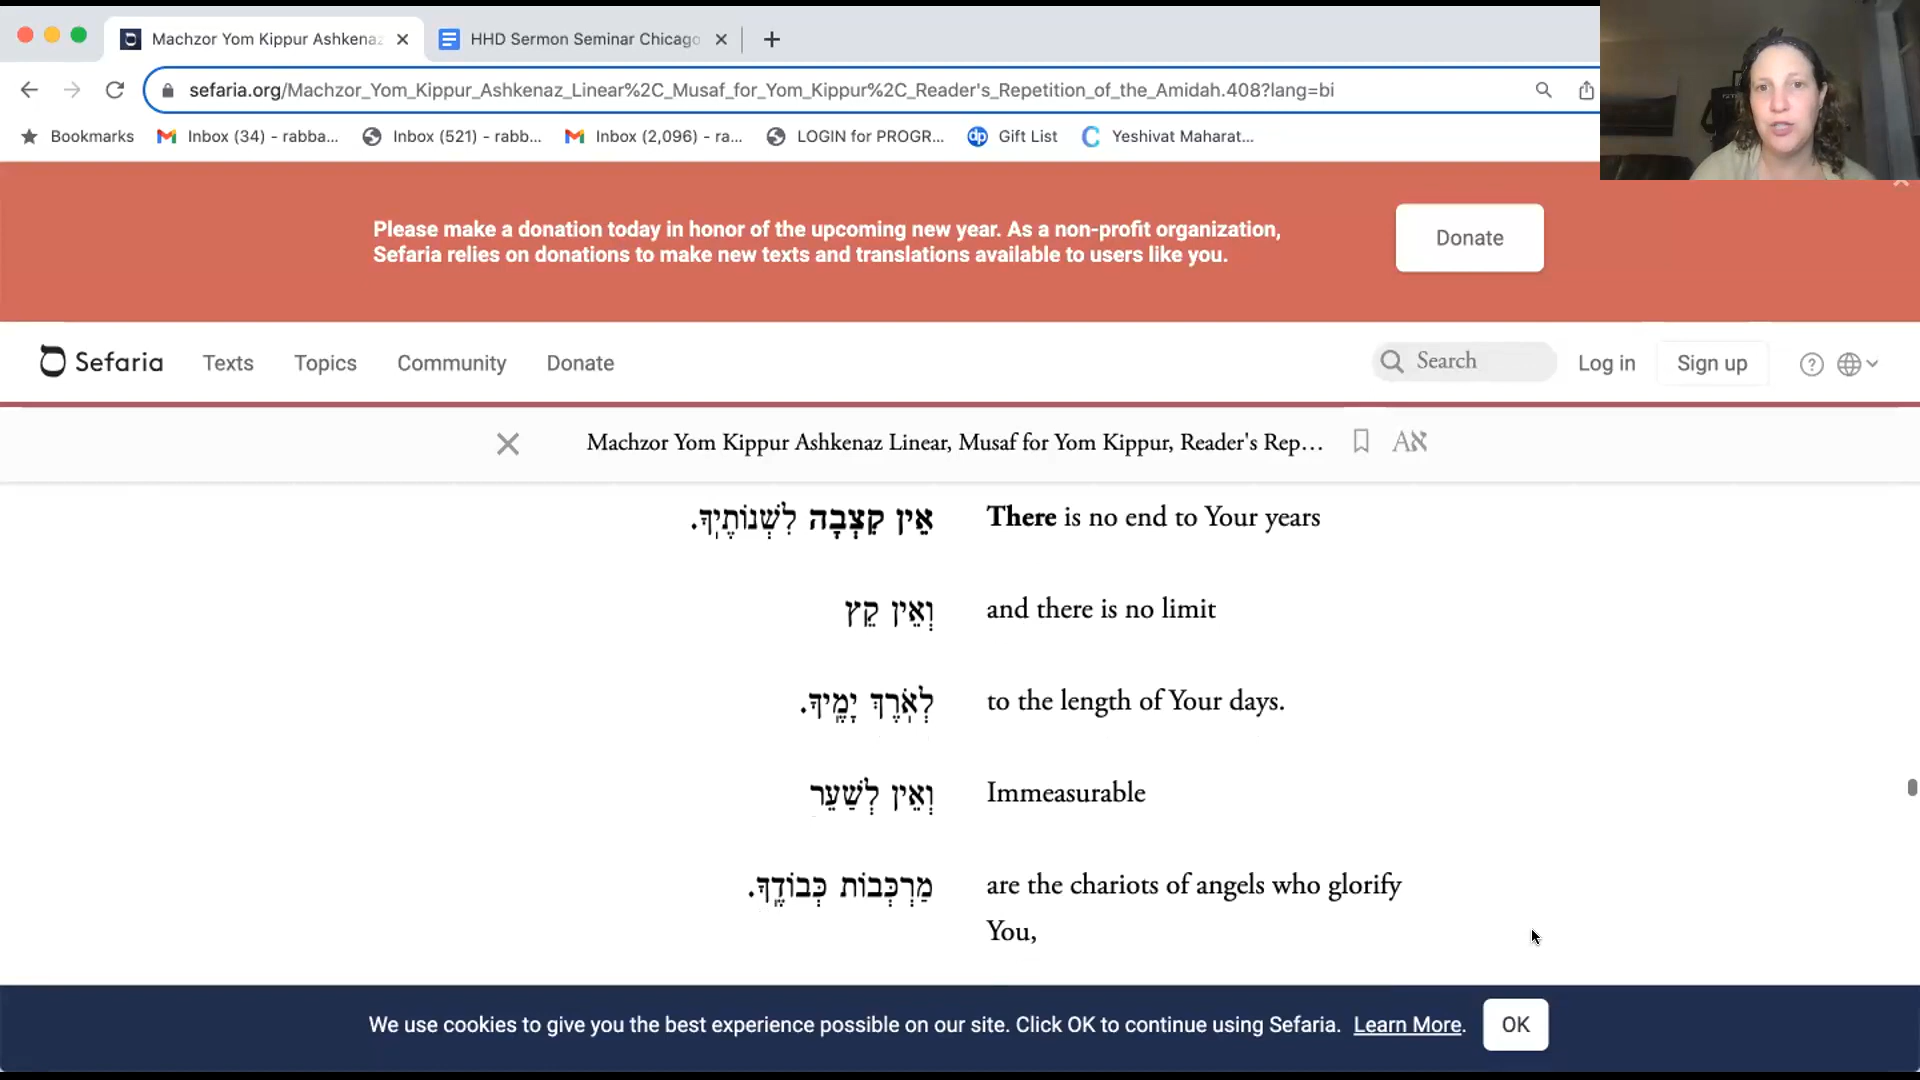 Machzor Yom Kippur Ashkenaz
HHD Sermon Seminar Chicago
sefaria.org/Machzor_Yom_Kippur_Ashkenaz_Linear%2C_Musaf_for_Yom_Kippur%2C_Reader's_Repetition_of_the_Amidah.408?lang=bi
Bookmarks
Inbox (34) - rabba...
Inbox (521) - rabb...
Inbox (2,096) - ra...
LOGIN for PROGR...
dp
Gift List
Yeshivat Maharat...
Please make a donation today in honor of the upcoming new year. As a non-profit organization,
Sefaria relies on donations to make new texts and translations available to users like you.
Donate
Sefaria
Texts
Topics
Community
Donate
Search
Log in
Sign up
Machzor Yom Kippur Ashkenaz Linear, Musaf for Yom Kippur, Reader's Rep...
Aא
אֵין קִצְבָה לִשְׁנוֹתֶֽיךָ.
There is no end to Your years
וְאֵין קֵץ
and there is no limit
לְאֹֽרֶךְ יָמֶֽיךָ.
to the length of Your days.
וְאֵין לְשַׁעֵר
Immeasurable
מַרְכְּבוֹת כְּבוֹדֶֽךָ.
are the chariots of angels who glorify
You,
We use cookies to give you the best experience possible on our site. Click OK to continue using Sefaria. Learn More.
OK